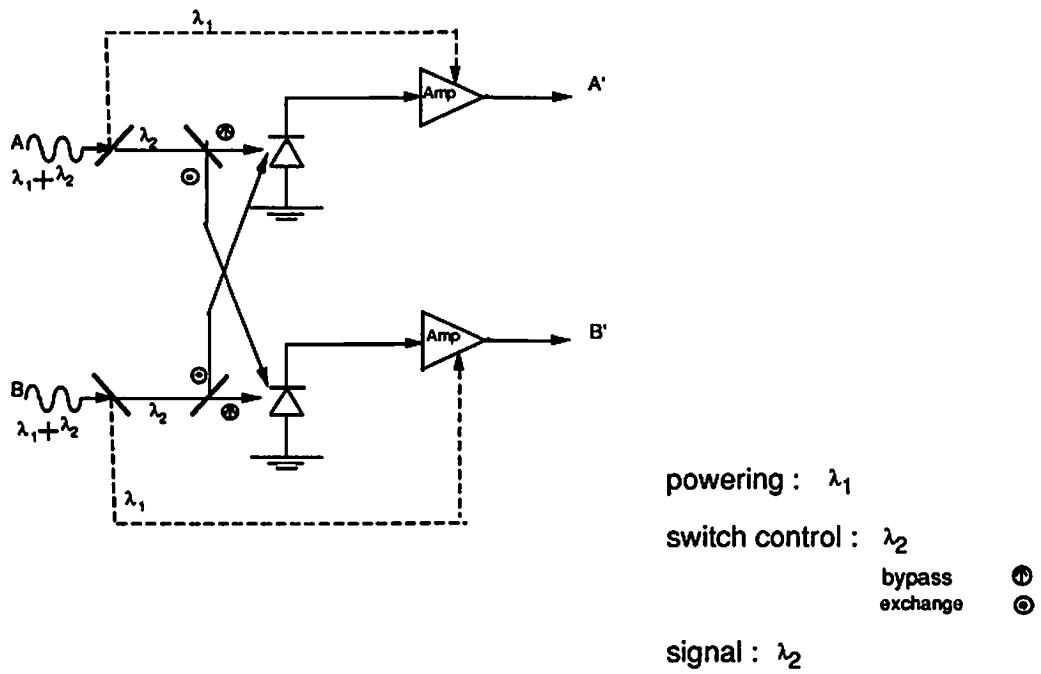 λ₁
Amp
A'
A
λ₂
λ₁+λ₂
Amp
B'
B
λ₂
λ₁+λ₂
λ₁
powering : λ₁
switch control : λ₂
bypass
exchange
signal : λ₂